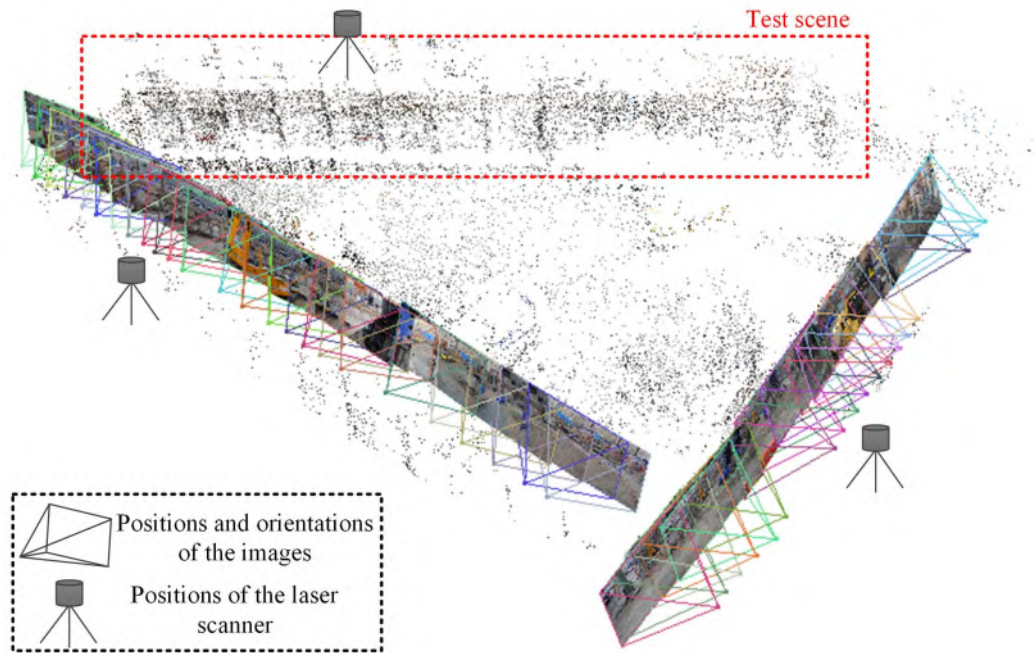 Test scene
Positions and orientations
of the images
Positions of the laser
scanner